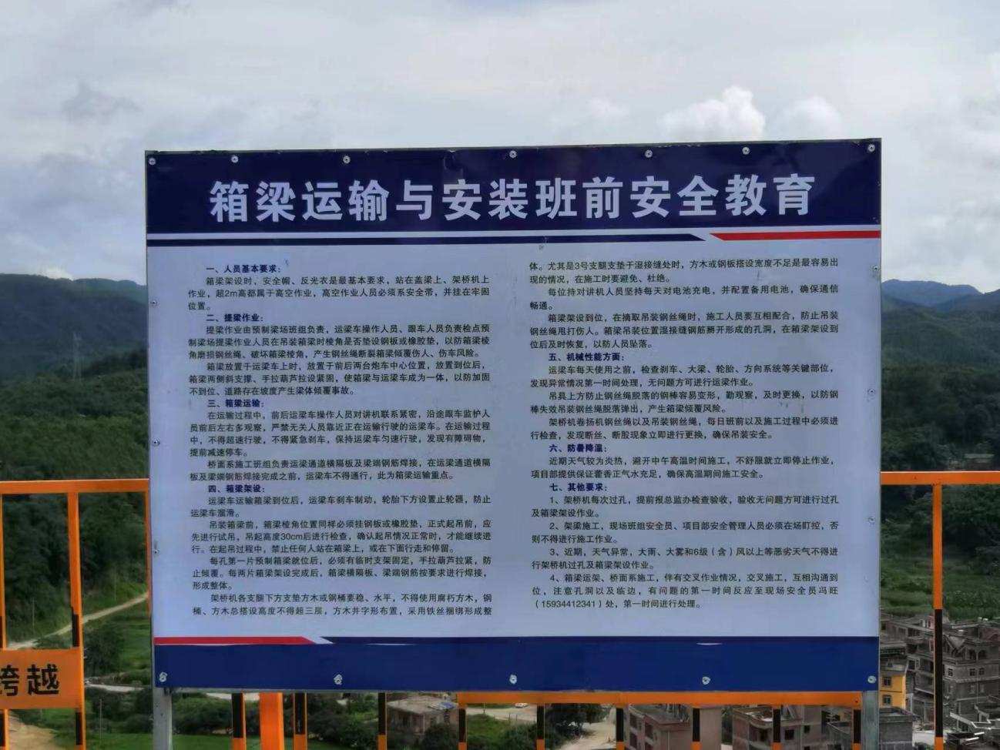 箱梁运输与安装班前安全教育
一、人员基本要求：
箱梁架设时、安全帽、反光衣是最基本要求，站在盖梁上、架桥机上
作业，超2m高都属于高空作业，高空作业人员必须系安全带，并挂在牢固
位置。
二、提梁作业：
提梁作业由预制梁场班组负责，运梁车操作人员、跟车人员负责检点预
制梁场提梁作业人员在吊装箱梁时棱角是否垫设钢板或橡胶垫，以防箱梁棱
角磨损钢丝绳、破坏箱梁棱角，产生钢丝绳断裂箱梁倾覆伤人、伤车风险。
箱梁放置于运梁车上时，放置于前后两台炮车中心位置，放置到位后，
箱梁两侧斜支撑、手拉葫芦拉设紧固，使箱梁与运梁车成为一体，以防加固
不到位、道路存在坡度产生梁体倾覆事故。
三、箱梁运输：
在运输过程中，前后运梁车操作人员对讲机联系紧密，沿途跟车监护人
员前后左右多观察，严禁无关人员靠近正在运输行驶的运梁车。在运输过程
中，不得超速行驶，不得紧急刹车，保持运梁车匀速行驶，发现有障碍物，
提前减速停车。
桥面系施工班组负责运梁通道横隔板及梁端钢筋焊接，在运梁通道横隔
板及梁端钢筋焊接完成之前，运梁车不得通行，此为箱梁运输重点。
四、箱梁架设：
运梁车运输箱梁到位后，运梁车刹车制动，轮胎下方设置止轮器，防止
运梁车溜滑。
吊装箱梁前，箱梁棱角位置同样必须挂钢板或橡胶垫，正式起吊前，应
先进行试吊，吊起高度30cm后进行检查，确认起吊情况正常时，才能继续进
行。在起吊过程中，禁止任何人站在箱梁上，或在下面行走和停留。
每孔第一片预制箱梁就位后，必须有临时支架固定，手拉葫芦拉紧，防
止倾覆。每两片箱梁架设完成后，箱梁横隔板、梁端钢筋按要求进行焊接，
形成整体。
架桥机各支腿下方支垫方木或钢桶要稳、水平，不得使用腐朽方木，钢
桶、方木总搭设高度不得超三层，方木井字形布置，采用铁丝捆绑形成整
体。尤其是3号支腿支垫于湿接缝处时，方木或钢板搭设宽度不足是最容易出
现的情况，在施工时要避免、杜绝。
每位持对讲机人员坚持每天对电池充电，并配置备用电池，确保通信
畅通。
箱梁架设到位，在摘取吊装钢丝绳时，施工人员要互相配合，防止吊装
钢丝绳甩打伤人。箱梁吊装位置湿接缝钢筋掰开形成的孔洞，在箱梁架设到
位后及时恢复，以防人员坠落。
五、机械性能方面：
运梁车每天使用之前，检查刹车、大梁、轮胎、方向系统等关键部位，
发现异常情况第一时间处理，无问题方可进行运梁作业。
吊具上方防止钢丝绳脱落的钢棒容易变形，勤观察，及时更换，以防钢
棒失效吊装钢丝绳脱落弹出，产生箱梁倾覆风险。
架桥机卷扬机钢丝绳以及吊装钢丝绳，每日班前以及施工过程中必须进
行检查，发现断丝、断股现象立即进行更换，确保吊装安全。
六、防暑降温：
近期天气较为炎热，避开中午高温时间施工，不舒服就立即停止作业，
项目部提供保证藿香正气水充足，确保高温期间施工安全。
七、其他要求：
1、架桥机每次过孔，提前报总监办检查验收，验收无问题方可进行过孔
及箱梁架设作业。
2、架梁施工，现场班组安全员、项目部安全管理人员必须在场盯控，否
则不得进行施工作业。
3、近期，天气异常，大雨、大雾和6级（含）风以上等恶劣天气不得进
行架桥机过孔及箱梁架设作业。
4、箱梁运架、桥面系施工，伴有交叉作业情况，交叉施工，互相沟通到
位，注意孔洞以及临边，有问题的第一时间反应至现场安全员冯旺
（15934412341）处，第一时间进行处理。
跨越